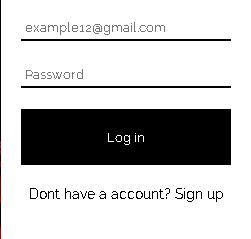 example12@gmail.com
Password
Log in
Dont have a account? Sign up